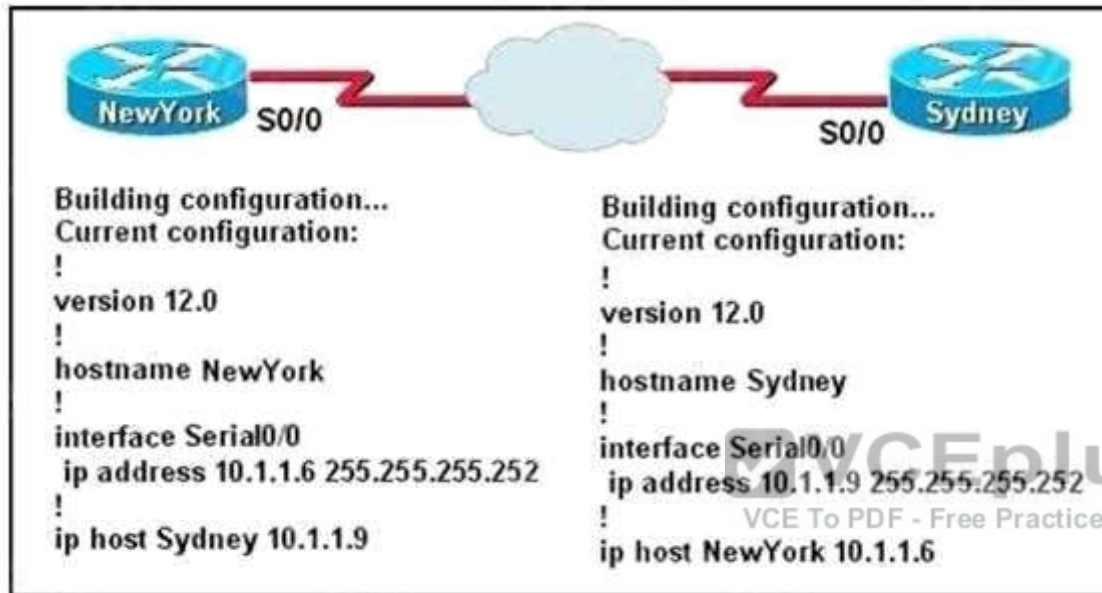 NewYork
S0/0
S0/0
Sydney
Building configuration...
Current configuration:
!
version 12.0
!
hostname NewYork
!
interface Serial0/0
ip address 10.1.1.6 255.255.255.252
!
ip host Sydney 10.1.1.9
Building configuration...
Current configuration:
!
version 12.0
!
hostname Sydney
!
interface Serial0/0
ip address 10.1.1.9 255.255.255.252
!
ip host NewYork 10.1.1.6
VCEplu
VCE To PDF - Free Practice